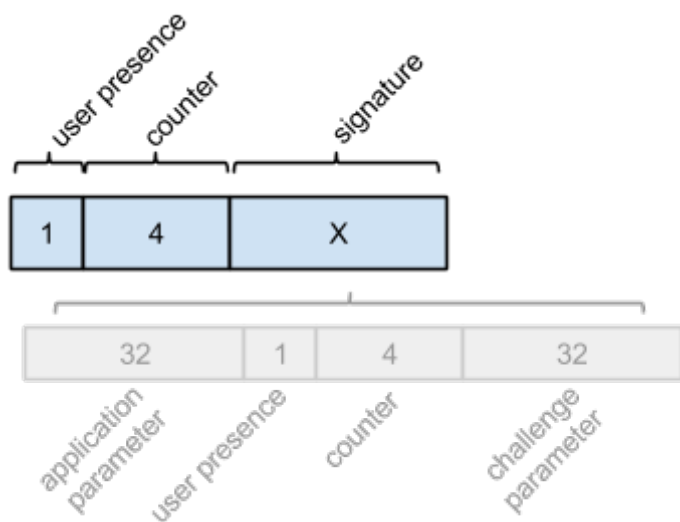 user presence
counter
signature
1
4
X
32
1
4
32
application
parameter
user presence
counter
challenge
parameter